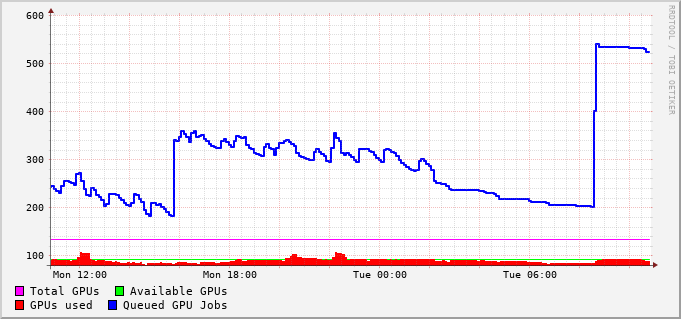 600
500
400
300
200
100
Mon 12:00 Mon 18:00 Tue 00:00 Tue 06:00
Total GPUs Available GPUs
GPUs used Queued GPU Jobs
RRDTOOL / TOBI OETIKER